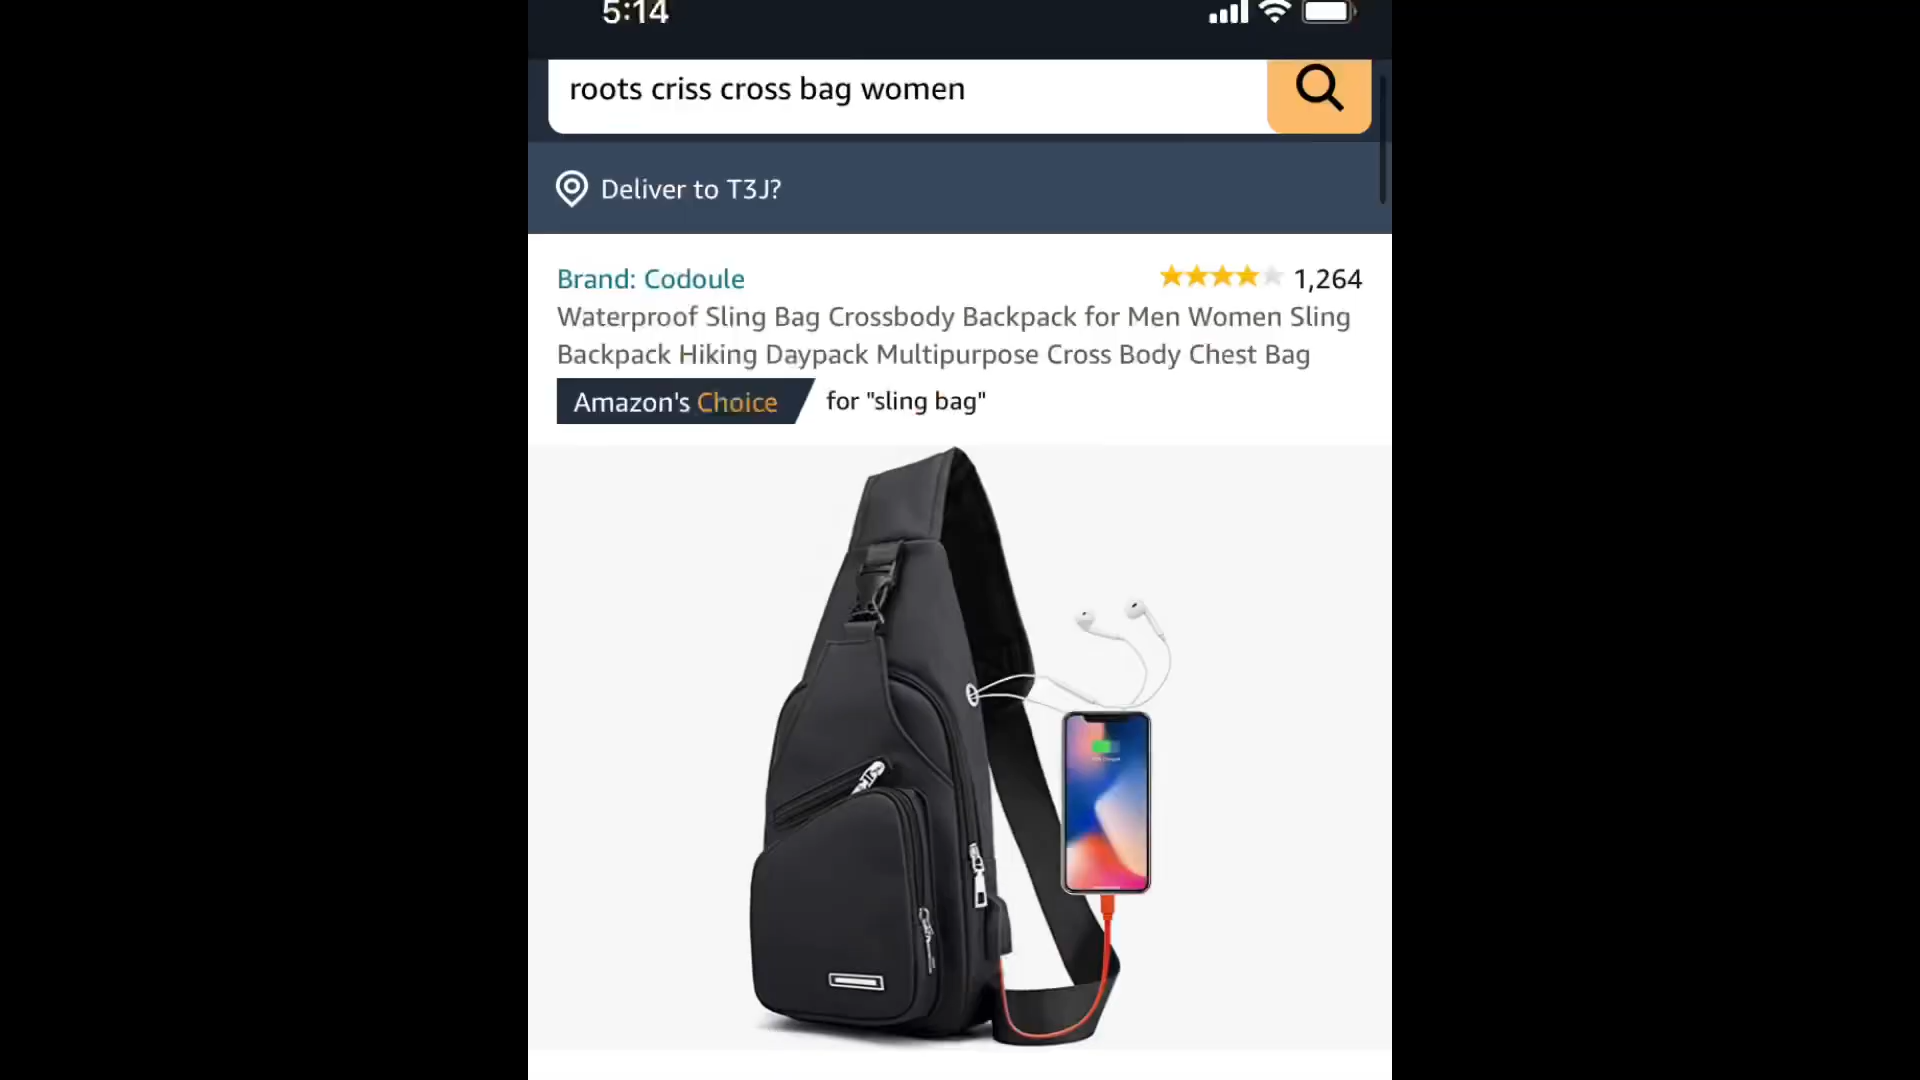 5:14
roots criss cross bag women
Deliver to T3J?
Brand: Codoule
1,264
Waterproof Sling Bag Crossbody Backpack for Men Women Sling
Backpack Hiking Daypack Multipurpose Cross Body Chest Bag
Amazon's Choice for "sling bag"